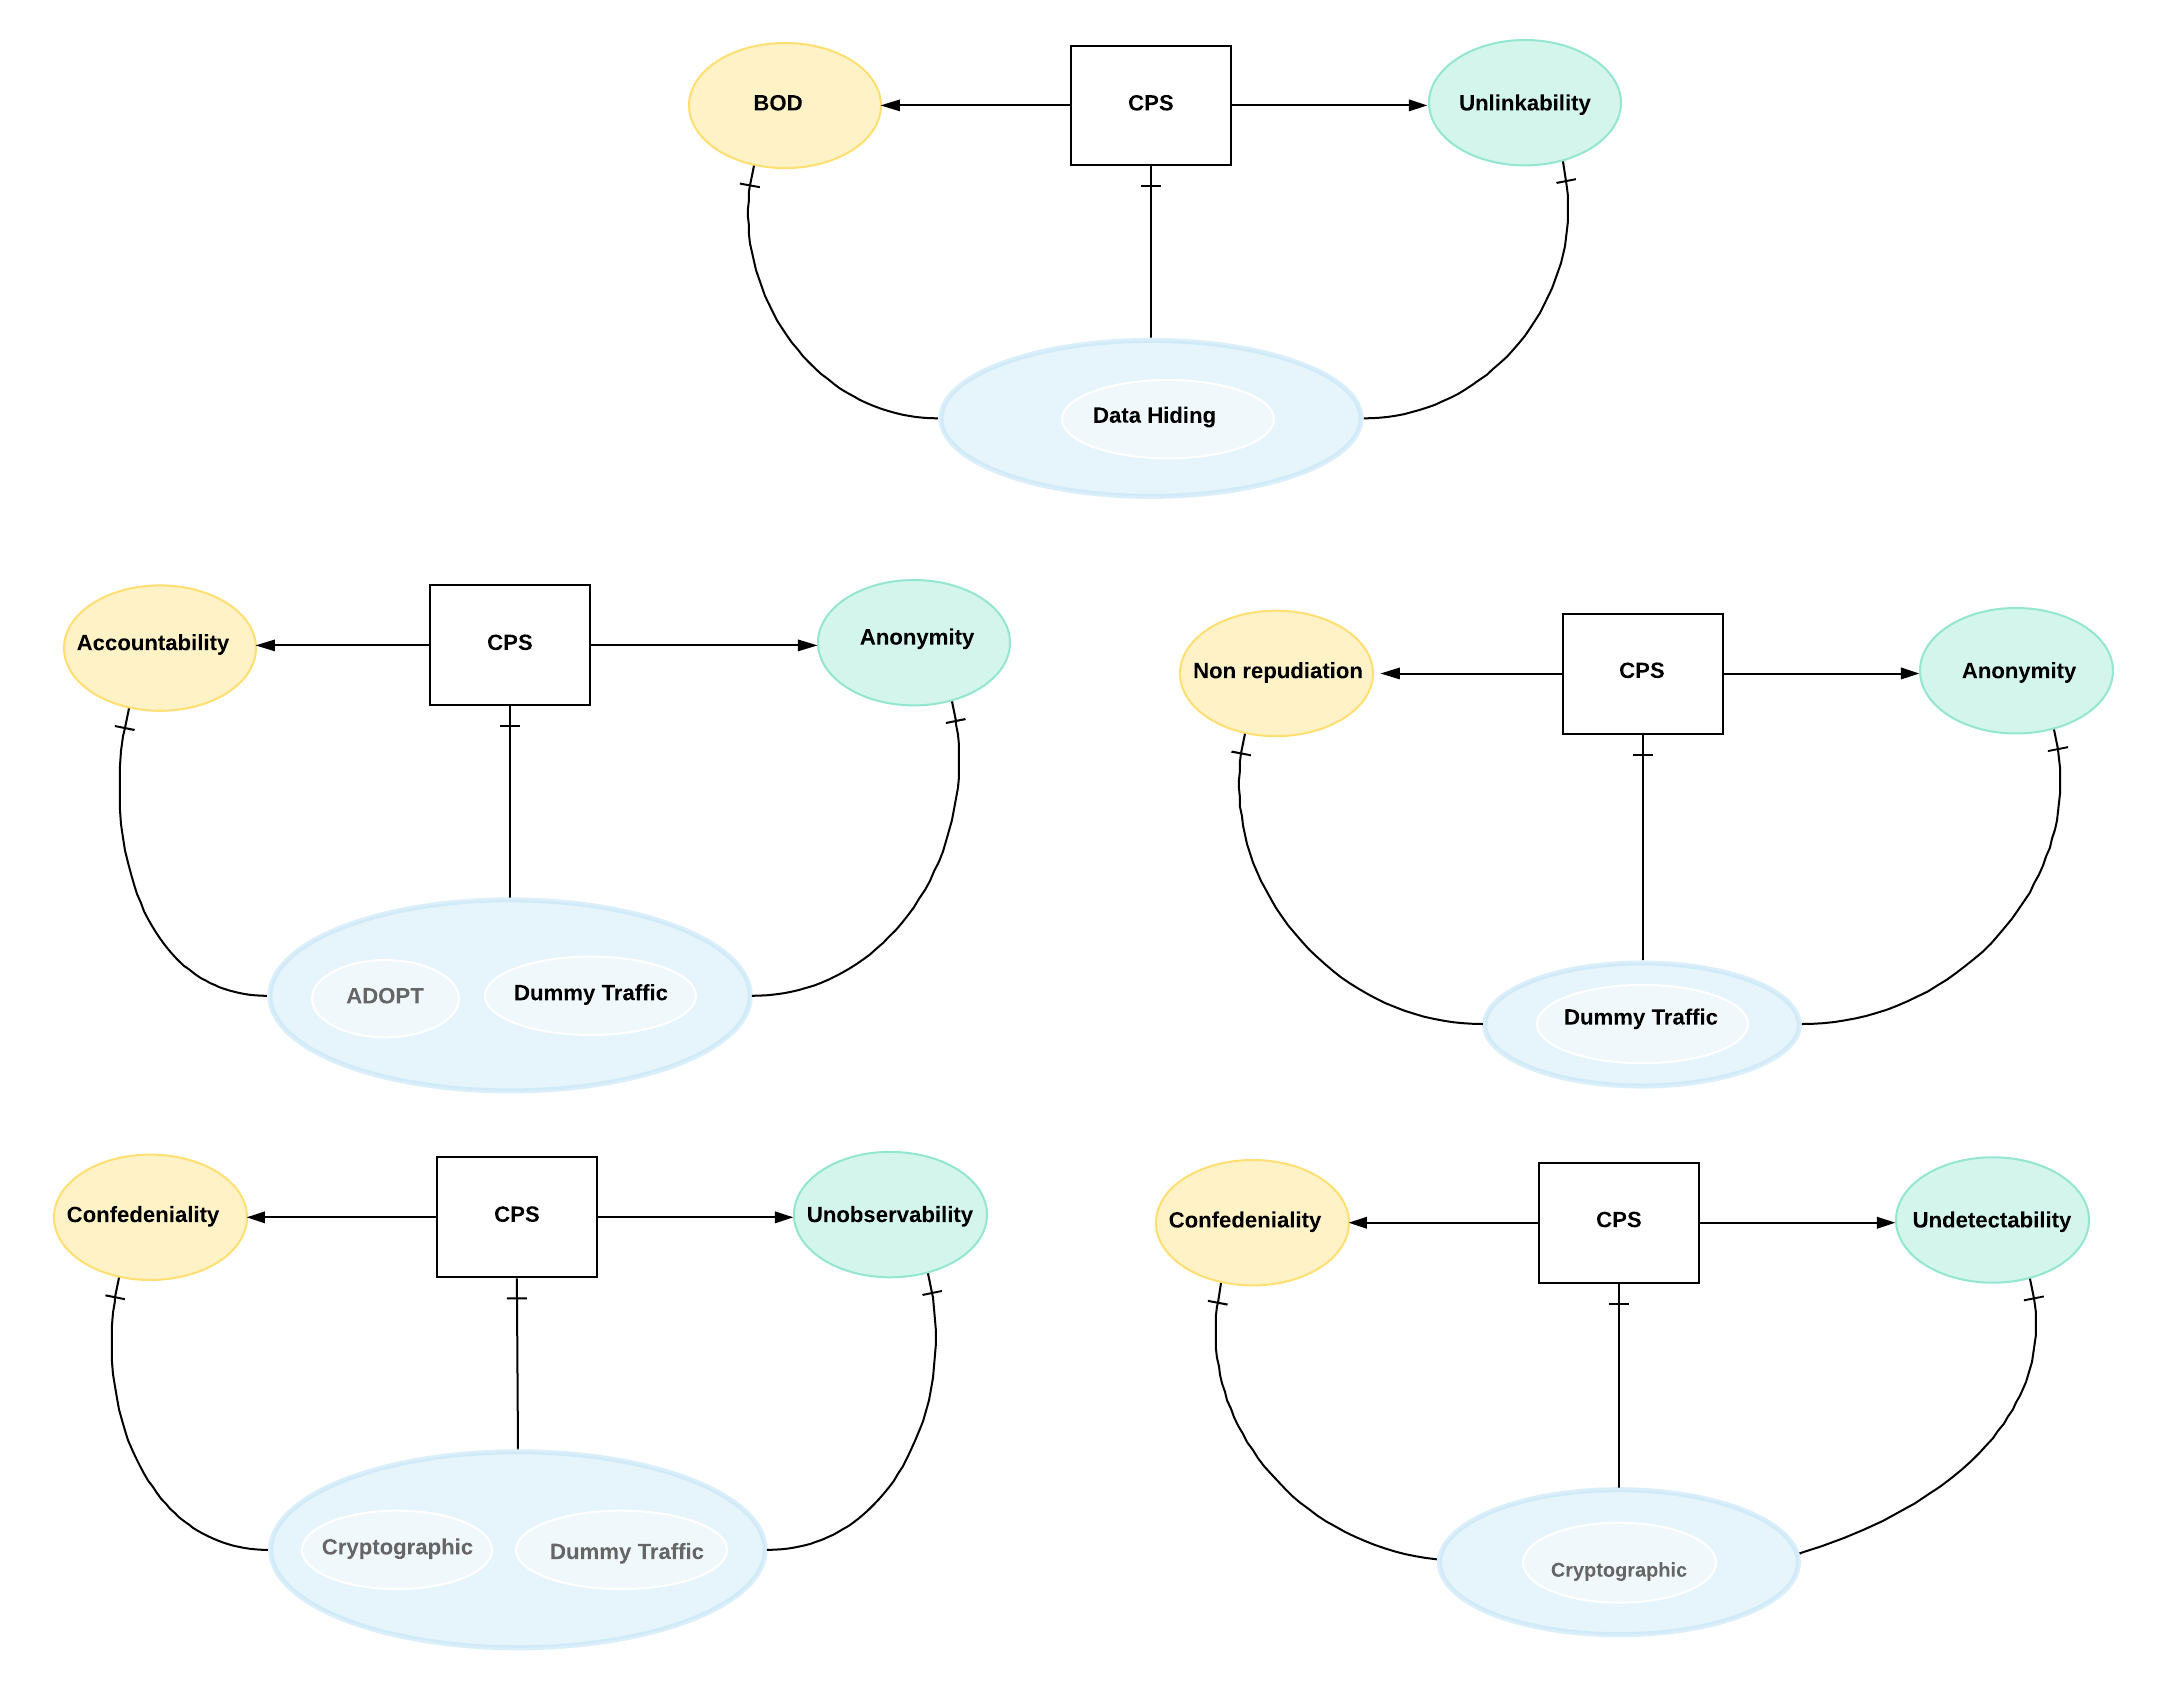 BOD
CPS
Unlinkability
Data Hiding
Accountability
CPS
Anonymity
ADOPT
Dummy Traffic
Non repudiation
CPS
Anonymity
Dummy Traffic
Confedeniality
CPS
Unobservability
Cryptographic
Dummy Traffic
Confedeniality
CPS
Undetectability
Cryptographic